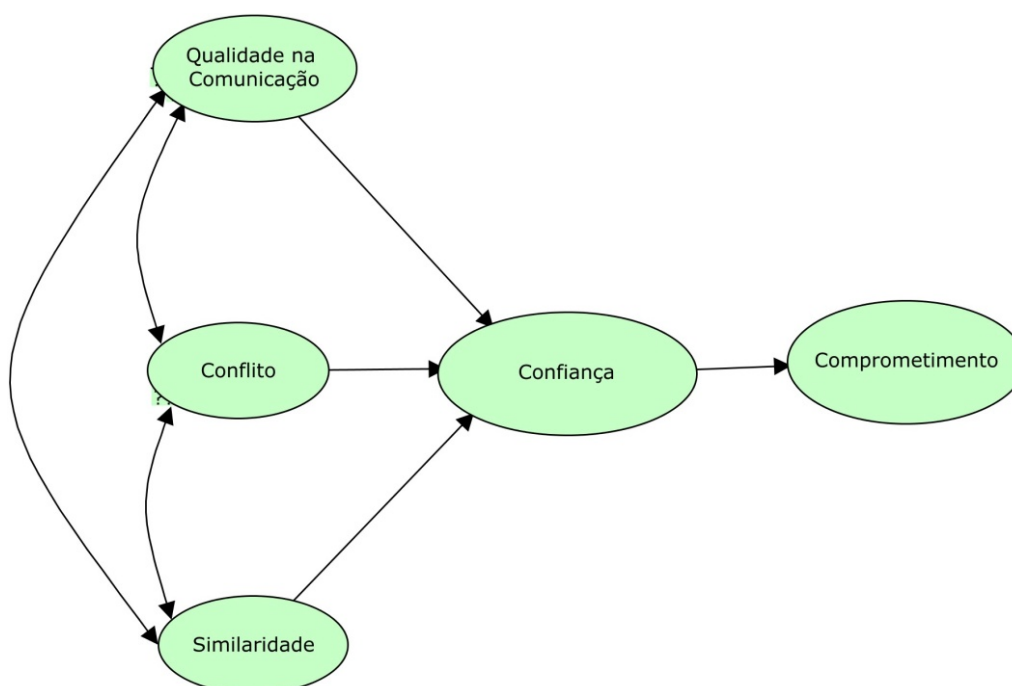 Qualidade na
Comunicação
Conflito
Confiança
Comprometimento
Similaridade